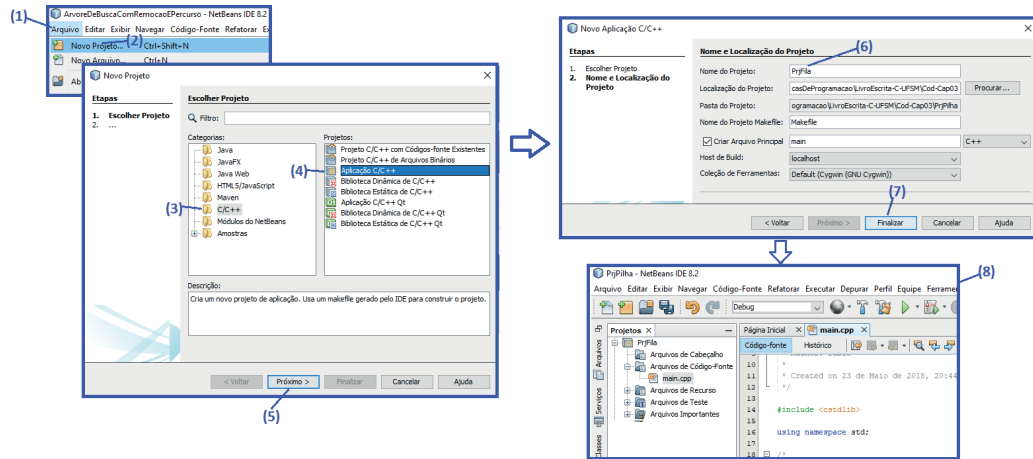 (1)
ArvoreDeBuscaComRemocaoEPercurso - NetBeans IDE 8.2
Arquivo Editar Exibir Navegar Código-Fonte Refatorar Ex
Novo Projeto... (2) Ctrl+Shift+N
Novo Arquivo... Ctrl+N
Ab
Novo Projeto
Etapas
1. Escolher Projeto
2. ...
Escolher Projeto
Filtro:
Categorias:
Java
JavaFX
Java Web
HTML5/JavaScript
Maven
(3) C/C++
Módulos do NetBeans
Amostras
Projetos:
Projeto C/C++ com Códigos-fonte Existentes
Projeto C/C++ de Arquivos Binários
(4) Aplicação C/C++
Biblioteca Dinâmica de C/C++
Biblioteca Estática de C/C++
Aplicação C/C++ Qt
Biblioteca Dinâmica de C/C++ Qt
Biblioteca Estática de C/C++ Qt
Descrição:
Cria um novo projeto de aplicação. Usa um makefile gerado pelo IDE para construir o projeto.
< Voltar Próximo > Finalizar Cancelar Ajuda
(5)
Novo Aplicação C/C++
Etapas
1. Escolher Projeto
2. Nome e Localização do
Projeto
Nome e Localização do Projeto
(6)
Nome do Projeto: PrjFila
Localização do Projeto: casDeProgramacao\LivroEscrita-C-UFSM\Cod-Cap03 Procurar...
Pasta do Projeto: ogramacao\LivroEscrita-C-UFSM\Cod-Cap03\PrjPilha
Nome do Projeto Makefile: Makefile
Criar Arquivo Principal main C++
Host de Build: localhost
Coleção de Ferramentas: Default (Cygwin (GNU Cygwin))
(7)
< Voltar Próximo > Finalizar Cancelar Ajuda
(8)
PrjPilha - NetBeans IDE 8.2
Arquivo Editar Exibir Navegar Código-Fonte Refatorar Executar Depurar Perfil Equipe Ferramen
Debug
Projetos
Arquivos
Serviços
Classes
PrjFila
Arquivos de Cabeçalho
Arquivos de Código-Fonte
main.cpp
Arquivos de Recurso
Arquivos de Teste
Arquivos Importantes
Página Inicial main.cpp
Código-fonte Histórico
10 *
11 * Created on 23 de Maio de 2018, 20:44
12 */
13
14 #include <cstdlib>
15
16 using namespace std;
17
18 /*